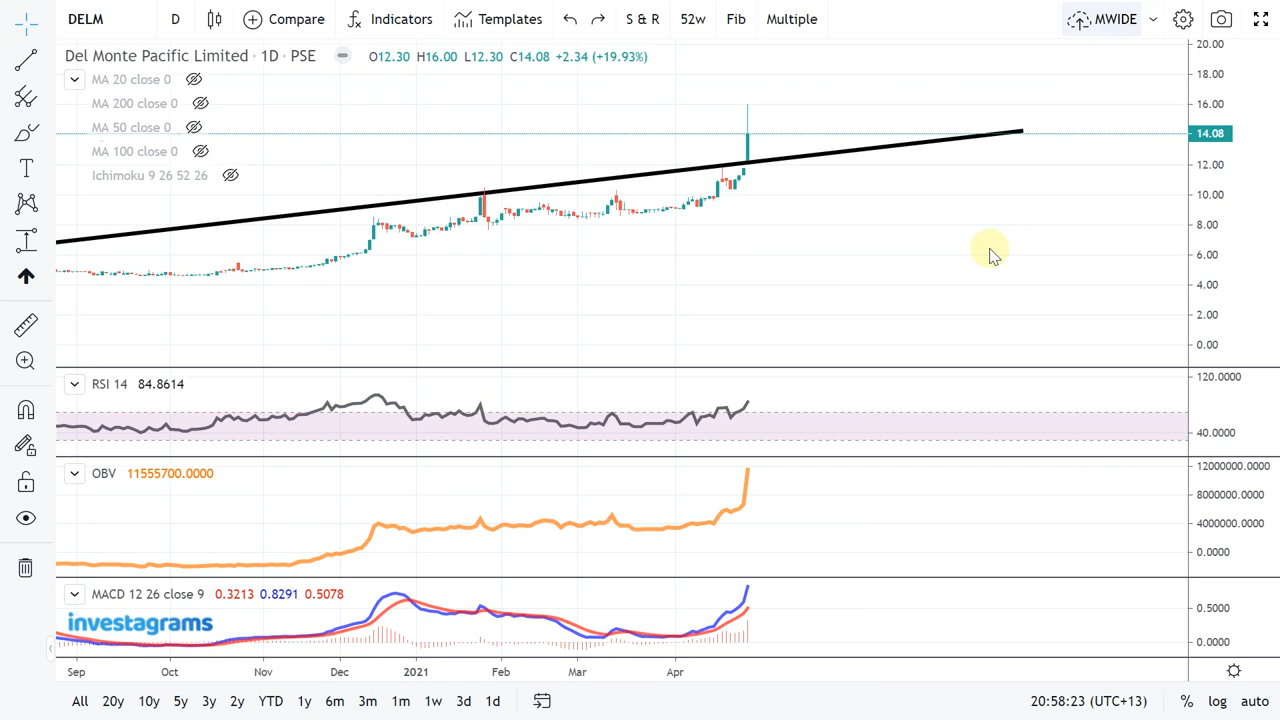 DELM D Compare Indicators Templates S & R 52w Fib Multiple MWIDE
Del Monte Pacific Limited · 1D · PSE O12.30 H16.00 L12.30 C14.08 +2.34 (+19.93%)
MA 20 close 0
MA 200 close 0
MA 50 close 0
MA 100 close 0
Ichimoku 9 26 52 26
20.00
18.00
16.00
14.08
12.00
10.00
8.00
6.00
4.00
2.00
0.00
RSI 14 84.8614
120.0000
40.0000
OBV 11555700.0000
12000000.0000
8000000.0000
4000000.0000
0.0000
MACD 12 26 close 9 0.3213 0.8291 0.5078
0.5000
0.0000
investagrams
Sep Oct Nov Dec 2021 Feb Mar Apr
All 20y 10y 5y 3y 2y YTD 1y 6m 3m 1m 1w 3d 1d 20:58:23 (UTC+13) % log auto